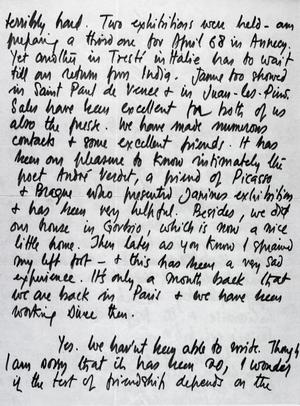 terribly hard. Two exhibitions were held - am
preparing a third one for April 68 in Annecy.
Yet another in Trestè in Italie has to wait
till our return from India. Janine too showed
in Saint Paul de Vence & in Juan-les-Pins.
Sales have been excellent for both of us
also the press. We have made numerous
contacts & some excellent friends. It has
been our pleasure to know intimately the
poet André Verdet, a friend of Picasso
& Braque who presented Janines exhibition
& has been very helpful. Besides, we did
our house in Gorbio, which is now a nice
little home. Then later as you know I sprained
my left foot - & this has been a very sad
experience. Its only a month back that
we are back in Paris & we have been
working since then.
Yes. We havn't been able to write. Though
I am sorry that it has been so, I wonder
if the test of friendship depends on the